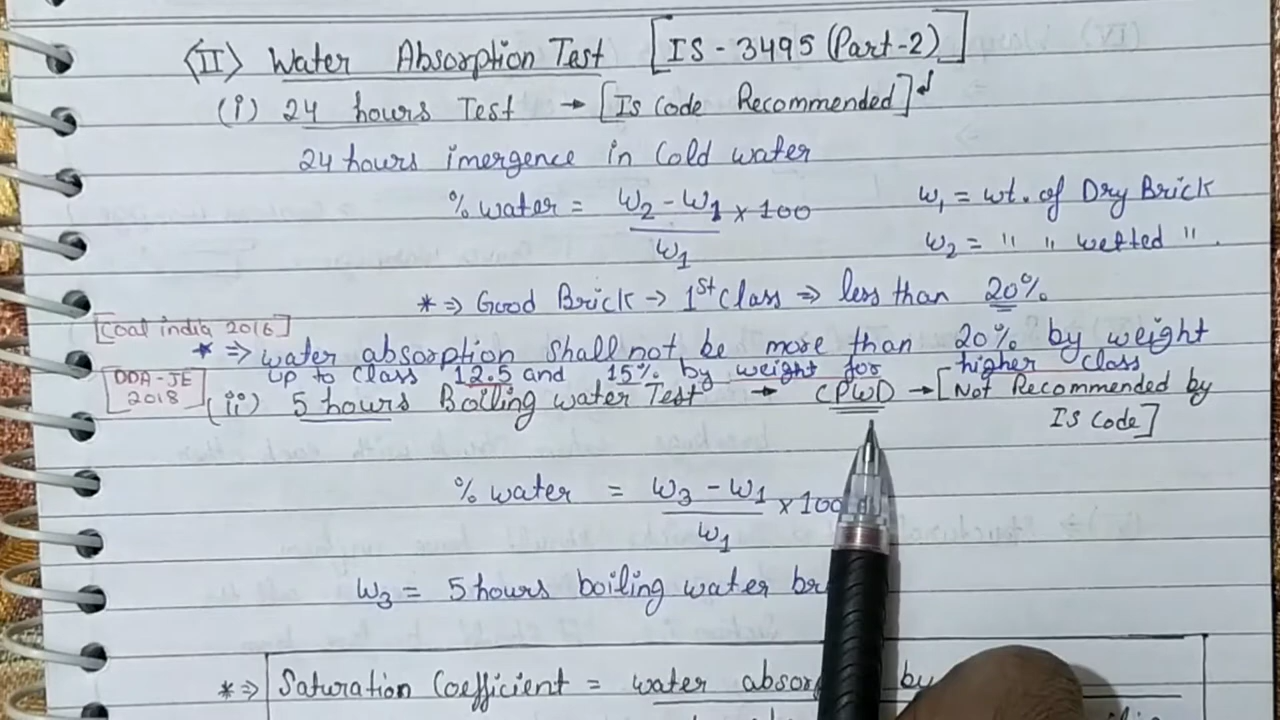 (II) Water Absorption Test [IS - 3495 (Part-2)]
(i) 24 hours Test → [Is Code Recommended]
24 hours imergence in Cold water
% water = (w2 - w1)/w1 × 100
w1 = wt. of Dry Brick
w2 = " " wetted ".
* ⇒ Good Brick → 1st Class ⇒ less than 20%.
[Coal india 2016]
* ⇒ water absorption shall not be more than 20% by weight
up to class 12.5 and 15% by weight for higher class
[DDA-JE 2018]
(ii) 5 hours Boiling water Test → CPWD → [Not Recommended by
IS Code]
% water = (w3 - w1)/w1 × 100
w3 = 5 hours boiling water
* ⇒ Saturation Coefficient = water by